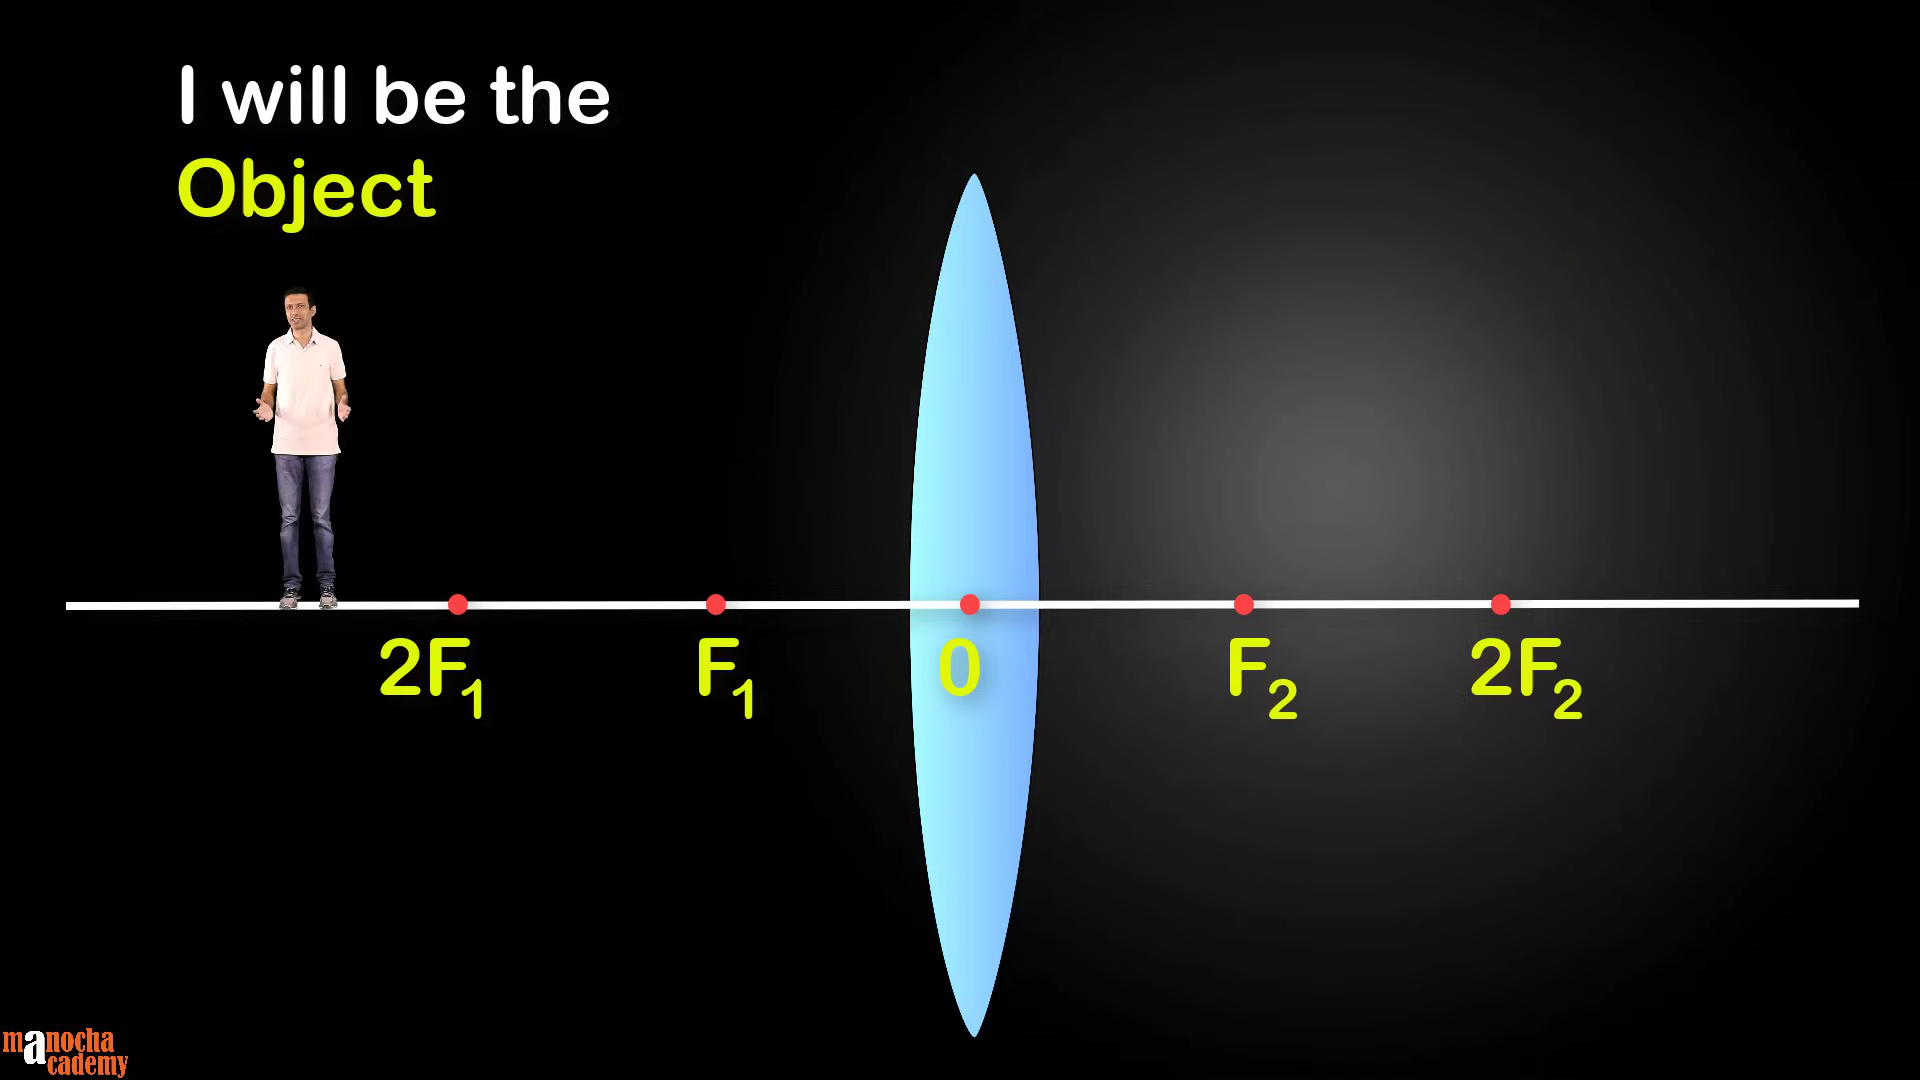 I will be the
Object
2F₁ F₁ 0 F₂ 2F₂
manocha
academy